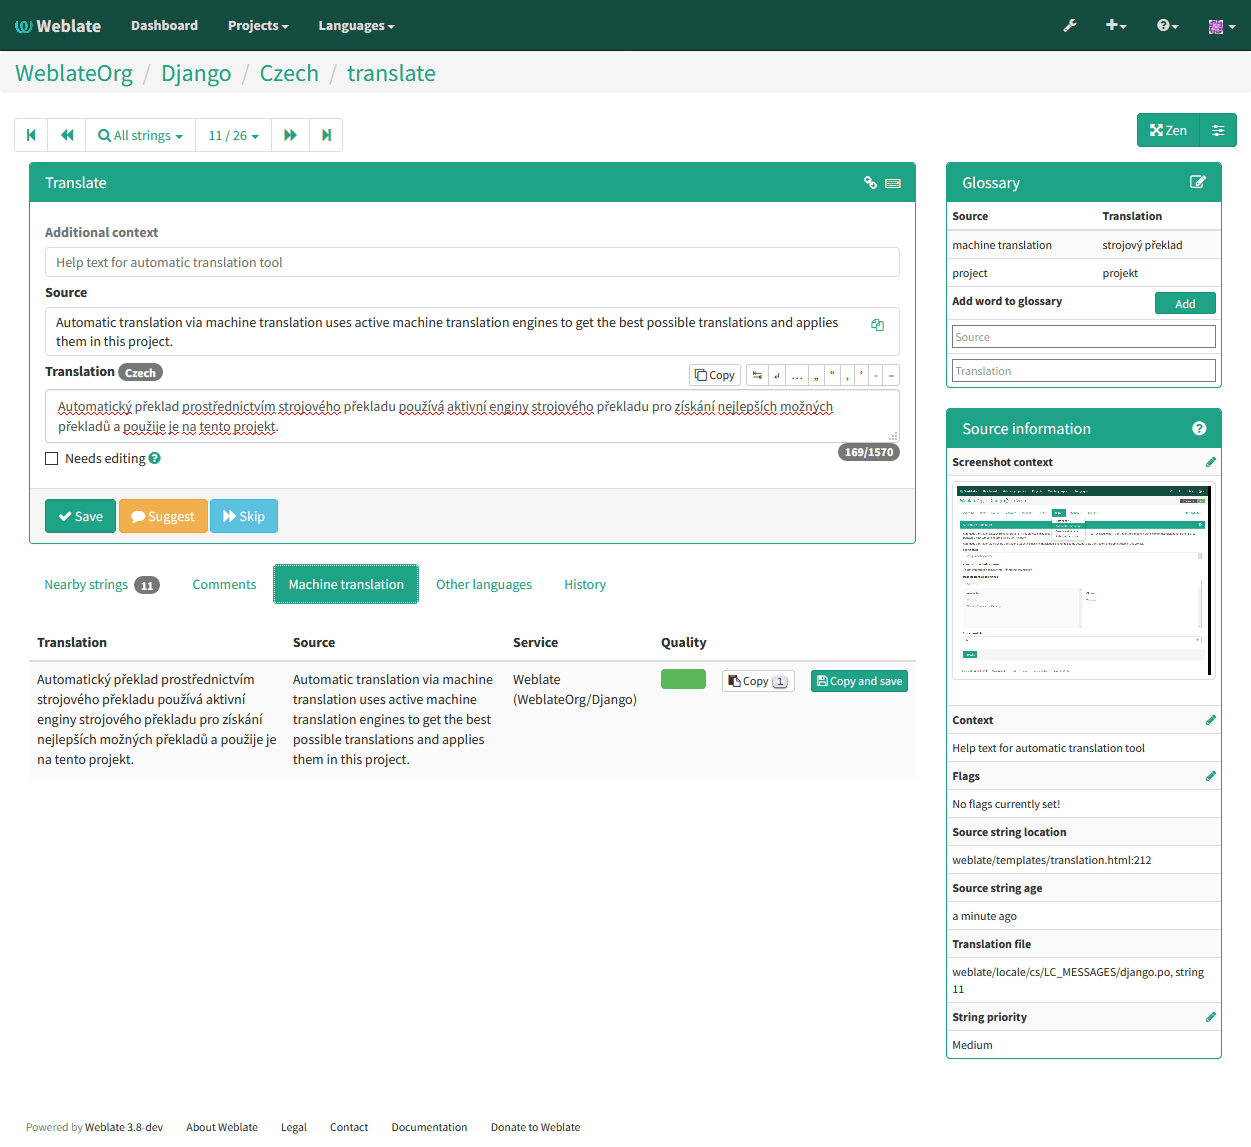 Weblate Dashboard Projects Languages
WeblateOrg / Django / Czech / translate
All strings 11 / 26 Zen
Translate
Additional context
Help text for automatic translation tool
Source
Automatic translation via machine translation uses active machine translation engines to get the best possible translations and applies
them in this project.
Translation Czech Copy ↹ ↲ … „ “ ‚ ‘ - –
Automatický překlad prostřednictvím strojového překladu používá aktivní enginy strojového překladu pro získání nejlepších možných
překladů a použije je na tento projekt.
169/1570
Needs editing
Save Suggest Skip
Nearby strings 11 Comments Machine translation Other languages History
Translation Source Service Quality
Automatický překlad prostřednictvím
strojového překladu používá aktivní
enginy strojového překladu pro získání
nejlepších možných překladů a použije je
na tento projekt.
Automatic translation via machine
translation uses active machine
translation engines to get the best
possible translations and applies
them in this project.
Weblate
(WeblateOrg/Django)
Copy 1 Copy and save
Glossary
Source Translation
machine translation strojový překlad
project projekt
Add word to glossary Add
Source
Translation
Source information
Screenshot context
Context
Help text for automatic translation tool
Flags
No flags currently set!
Source string location
weblate/templates/translation.html:212
Source string age
a minute ago
Translation file
weblate/locale/cs/LC_MESSAGES/django.po, string
11
String priority
Medium
Powered by Weblate 3.8-dev About Weblate Legal Contact Documentation Donate to Weblate